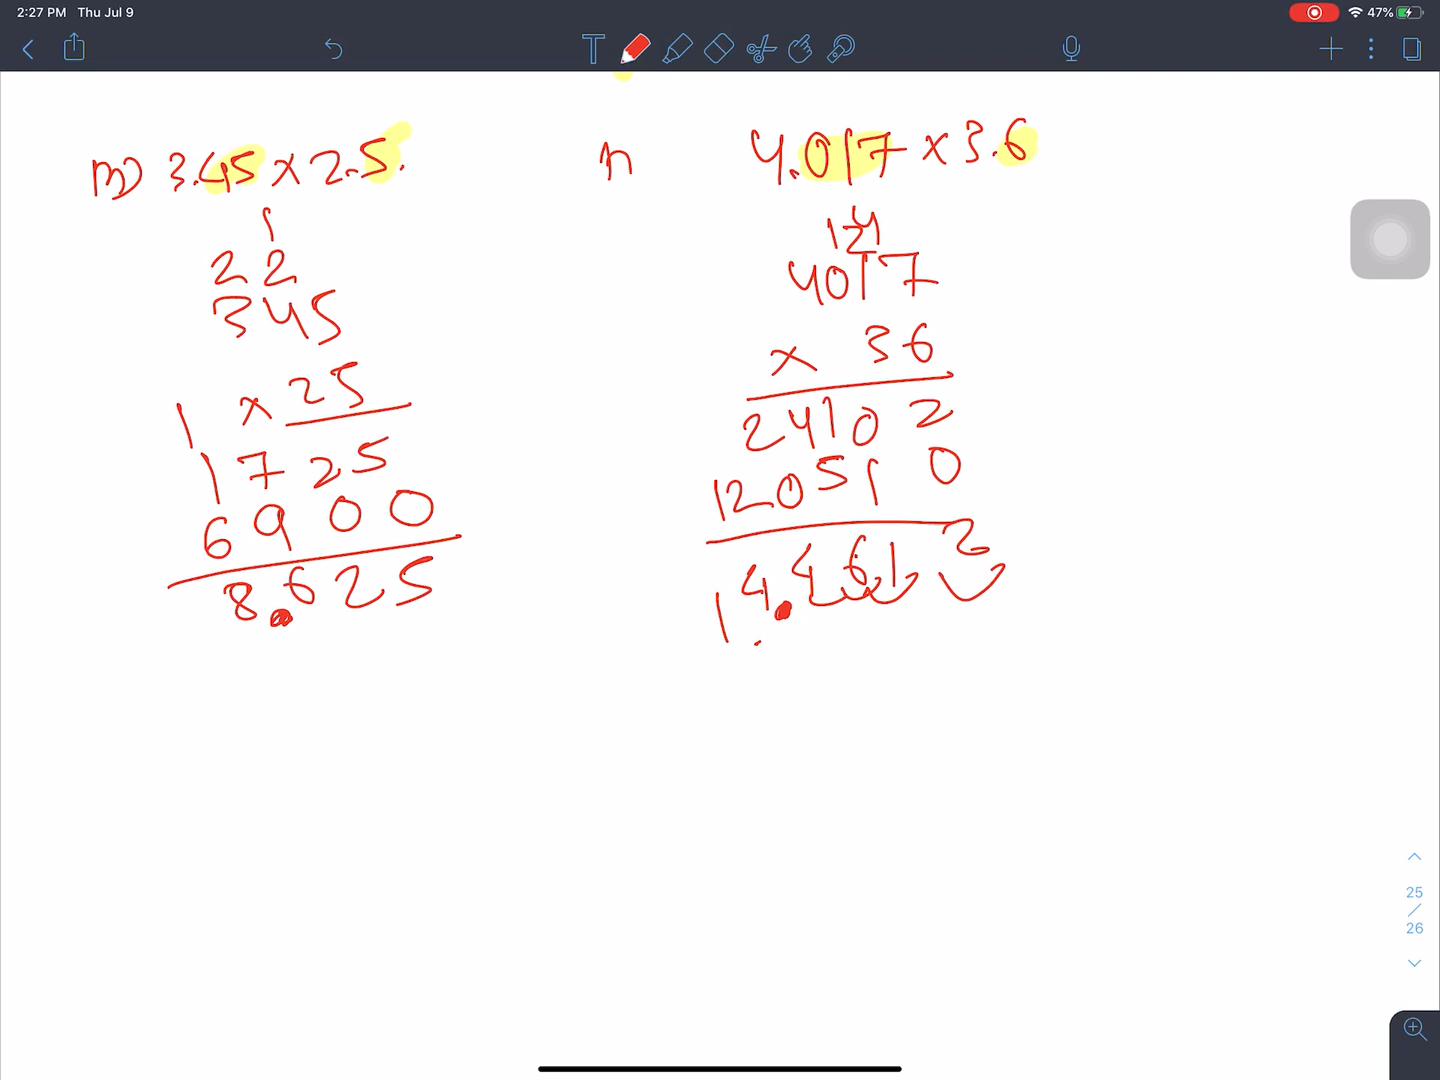 2:27 PM Thu Jul 9
47%
m) 3.45 x 2.5.
1
2 2
345
x 25
1
1725
6900
8.625
n
4.017 x 3.6
1 2 4
4017
x 36
24102
120510
14.4612
25
/
26